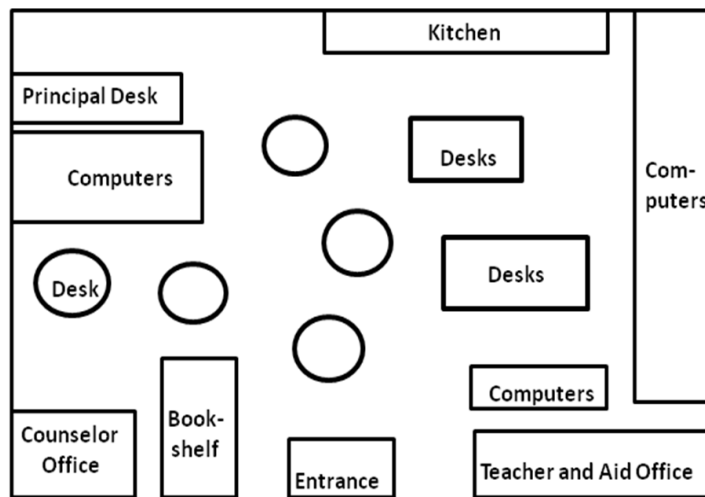 Kitchen
Principal Desk
Desks
Computers
Com-
puters
Desks
Desk
Computers
Book-
shelf
Counselor
Office
Entrance
Teacher and Aid Office